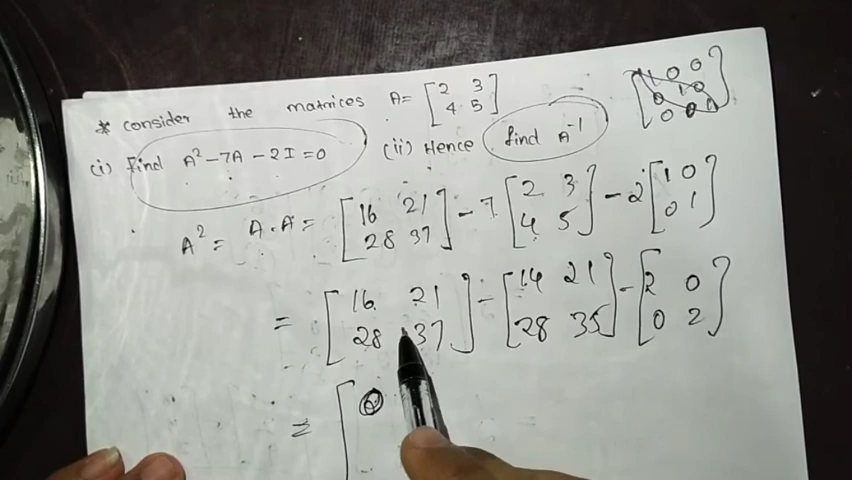 * consider the matrices A = [2 3
4 5]
(i) Find A² - 7A - 2I = 0 (ii) Hence find A⁻¹
A² = A · A = [16 21
28 37] - 7 [2 3
4 5] - 2 [1 0
0 1]
= [16 21
28 37] - [14 21
28 35] - [2 0
0 2]
= [0
1 0 0
0 1 0
0 0 1